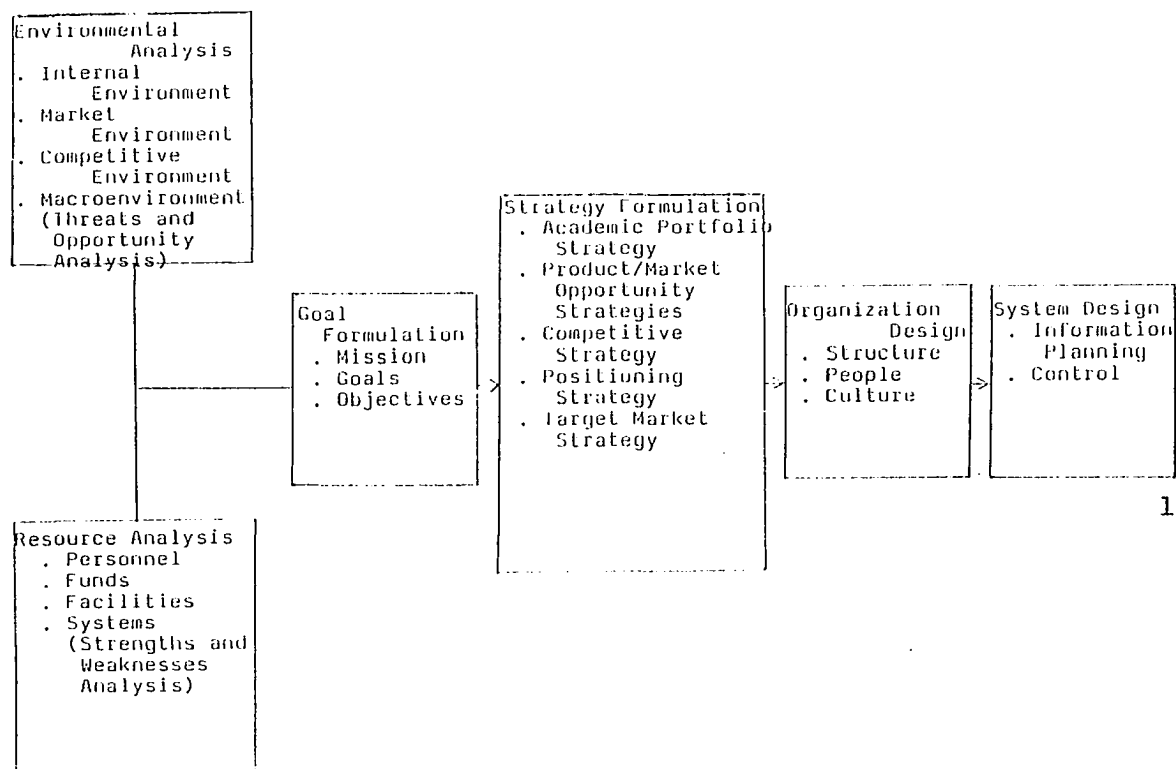 Environmental
Analysis
. Internal
Environment
. Market
Environment
. Competitive
Environment
. Macroenvironment
(Threats and
Opportunity
Analysis)
Goal
Formulation
. Mission
. Goals
. Objectives
Strategy Formulation
. Academic Portfolio
Strategy
. Product/Market
Opportunity
Strategies
. Competitive
Strategy
. Positioning
Strategy
. Target Market
Strategy
Organization
Design
. Structure
. People
. Culture
System Design
. Information
Planning
. Control
1
Resource Analysis
. Personnel
. Funds
. Facilities
. Systems
(Strengths and
Weaknesses
Analysis)